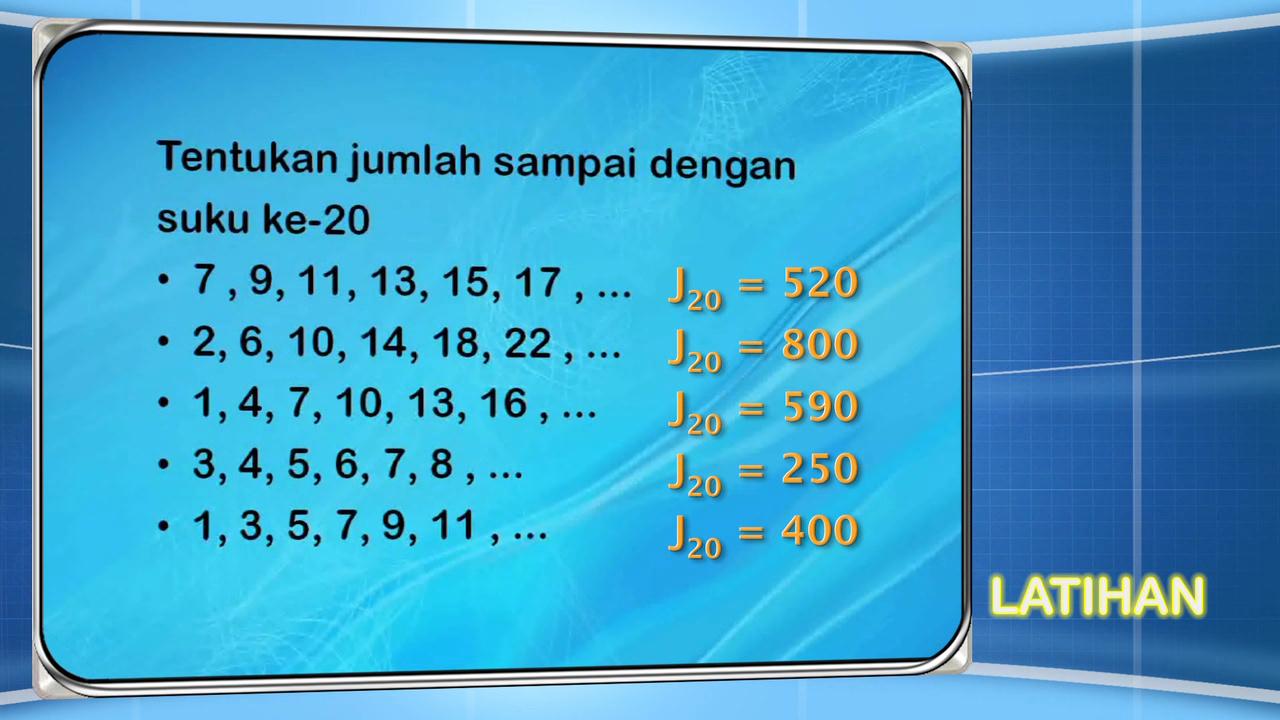 Tentukan jumlah sampai dengan
suku ke-20
• 7 , 9, 11, 13, 15, 17 , ... J₂₀ = 520
• 2, 6, 10, 14, 18, 22 , ... J₂₀ = 800
• 1, 4, 7, 10, 13, 16 , ... J₂₀ = 590
• 3, 4, 5, 6, 7, 8 , ... J₂₀ = 250
• 1, 3, 5, 7, 9, 11 , ... J₂₀ = 400
LATIHAN